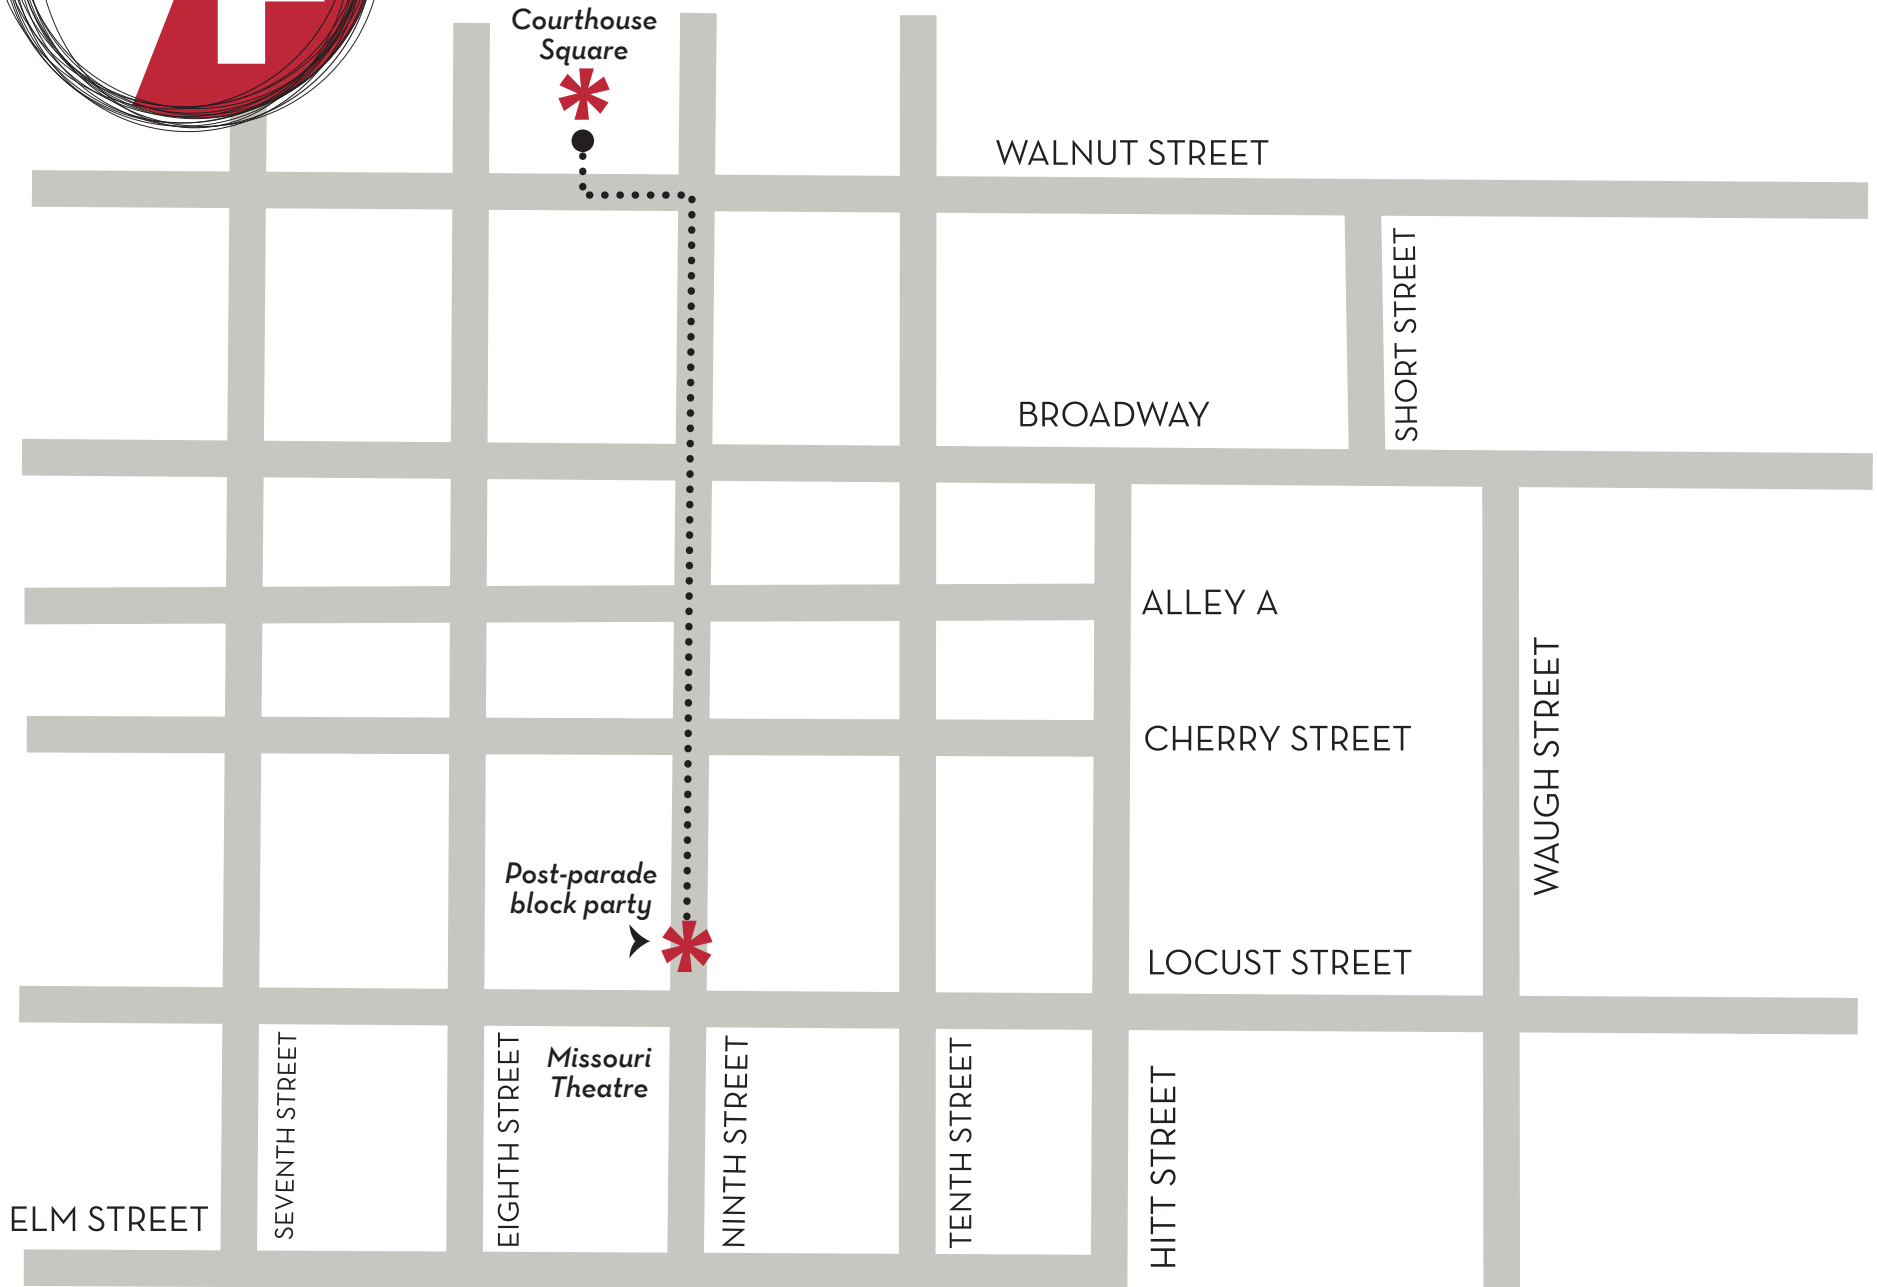 Courthouse
Square
WALNUT STREET
SHORT STREET
BROADWAY
ALLEY A
WAUGH STREET
CHERRY STREET
Post-parade
block party
LOCUST STREET
SEVENTH STREET
EIGHTH STREET
Missouri
Theatre
NINTH STREET
TENTH STREET
HITT STREET
ELM STREET